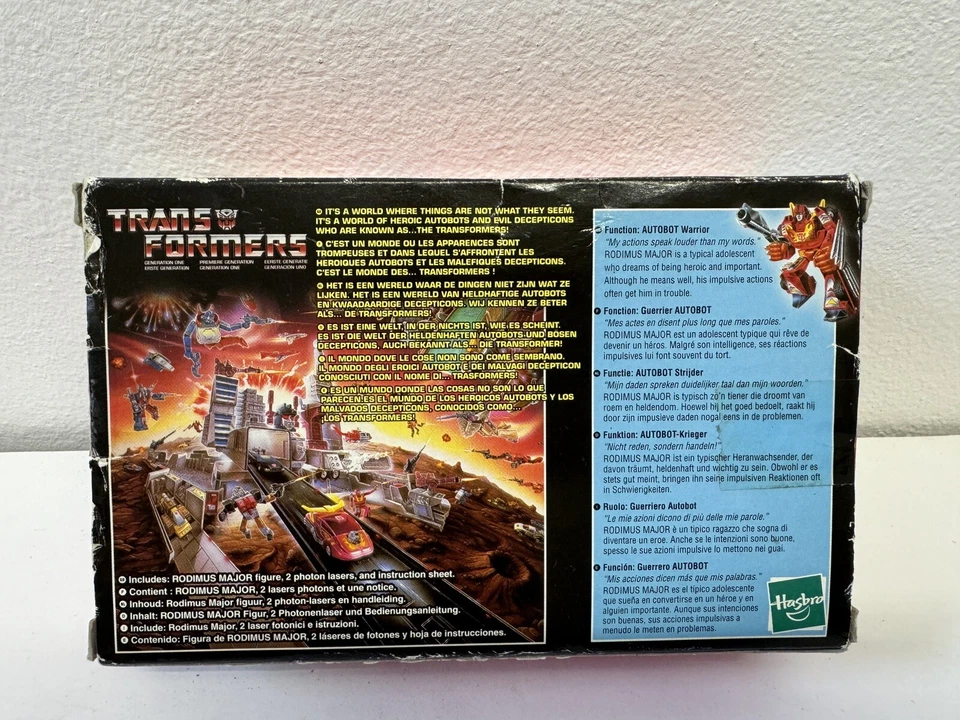 TRANSFORMERS
GENERATION ONE PREMIERE GENERATION EERSTE GENERATIE
ERSTE GENERATION GENERATION ONE GENERACION UNO
IT'S A WORLD WHERE THINGS ARE NOT WHAT THEY SEEM.
IT'S A WORLD OF HEROIC AUTOBOTS AND EVIL DECEPTICONS
WHO ARE KNOWN AS...THE TRANSFORMERS!
C'EST UN MONDE OU LES APPARENCES SONT
TROMPEUSES ET DANS LEQUEL S'AFFRONTENT LES
HEROIQUES AUTOBOTS ET LES MALEFIQUES DECEPTICONS.
C'EST LE MONDE DES... TRANSFORMERS !
HET IS EEN WERELD WAAR DE DINGEN NIET ZIJN WAT ZE
LIJKEN. HET IS EEN WERELD VAN HELDHAFTIGE AUTOBOTS
EN KWAADAARDIGE DECEPTICONS. WIJ KENNEN ZE BETER
ALS... DE TRANSFORMERS!
ES IST EINE WELT, IN DER NICHTS IST, WIE ES SCHEINT.
ES IST DIE WELT DER HELDENHAFTEN AUTOBOTS UND BÖSEN
DECEPTICONS, AUCH BEKANNT ALS... DIE TRANSFORMER!
IL MONDO DOVE LE COSE NON SONO COME SEMBRANO.
IL MONDO DEGLI EROICI AUTOBOT E DEI MALVAGI DECEPTICON
CONOSCIUTI CON IL NOME DI... TRASFORMERS!
ES UN MUNDO DONDE LAS COSAS NO SON LO QUE
PARECEN.ES EL MUNDO DE LOS HEROICOS AUTOBOTS Y LOS
MALVADOS DECEPTICONS, CONOCIDOS COMO...
¡LOS TRANSFORMERS!
Includes: RODIMUS MAJOR figure, 2 photon lasers, and instruction sheet.
Contient : RODIMUS MAJOR, 2 lasers photons et une notice.
Inhoud: Rodimus Major figuur, 2 photon-lasers en handleiding.
Inhalt: RODIMUS MAJOR Figur, 2 Photonenlaser und Bedienungsanleitung.
Include: Rodimus Major, 2 laser fotonici e istruzioni.
Contenido: Figura de RODIMUS MAJOR, 2 láseres de fotones y hoja de instrucciones.
Function: AUTOBOT Warrior
"My actions speak louder than my words."
RODIMUS MAJOR is a typical adolescent
who dreams of being heroic and important.
Although he means well, his impulsive actions
often get him in trouble.
Fonction: Guerrier AUTOBOT
"Mes actes en disent plus long que mes paroles."
RODIMUS MAJOR est un adolescent typique qui rêve de
devenir un héros. Malgré son intelligence, ses réactions
impulsives lui font souvent du tort.
Functie: AUTOBOT Strijder
"Mijn daden spreken duidelijker taal dan mijn woorden."
RODIMUS MAJOR is typisch zo'n tiener die droomt van
roem en heldendom. Hoewel hij het goed bedoelt, raakt hij
door zijn impulsieve daden nogal eens in de problemen.
Funktion: AUTOBOT-Krieger
"Nicht reden, sondern handeln!"
RODIMUS MAJOR ist ein typischer Heranwachsender, der
davon träumt, heldenhaft und wichtig zu sein. Obwohl er es
stets gut meint, bringen ihn seine impulsiven Reaktionen oft
in Schwierigkeiten.
Ruolo: Guerriero Autobot
"Le mie azioni dicono di più delle mie parole."
RODIMUS MAJOR è un tipico ragazzo che sogna di
diventare un eroe. Anche se le intenzioni sono buone,
spesso le sue azioni impulsive lo mettono nei guai.
Función: Guerrero AUTOBOT
"Mis acciones dicen más que mis palabras."
RODIMUS MAJOR es el típico adolescente
que sueña en convertirse en un héroe y en
alguien importante. Aunque sus intenciones
son buenas, sus acciones impulsivas a
menudo le meten en problemas.
Hasbro